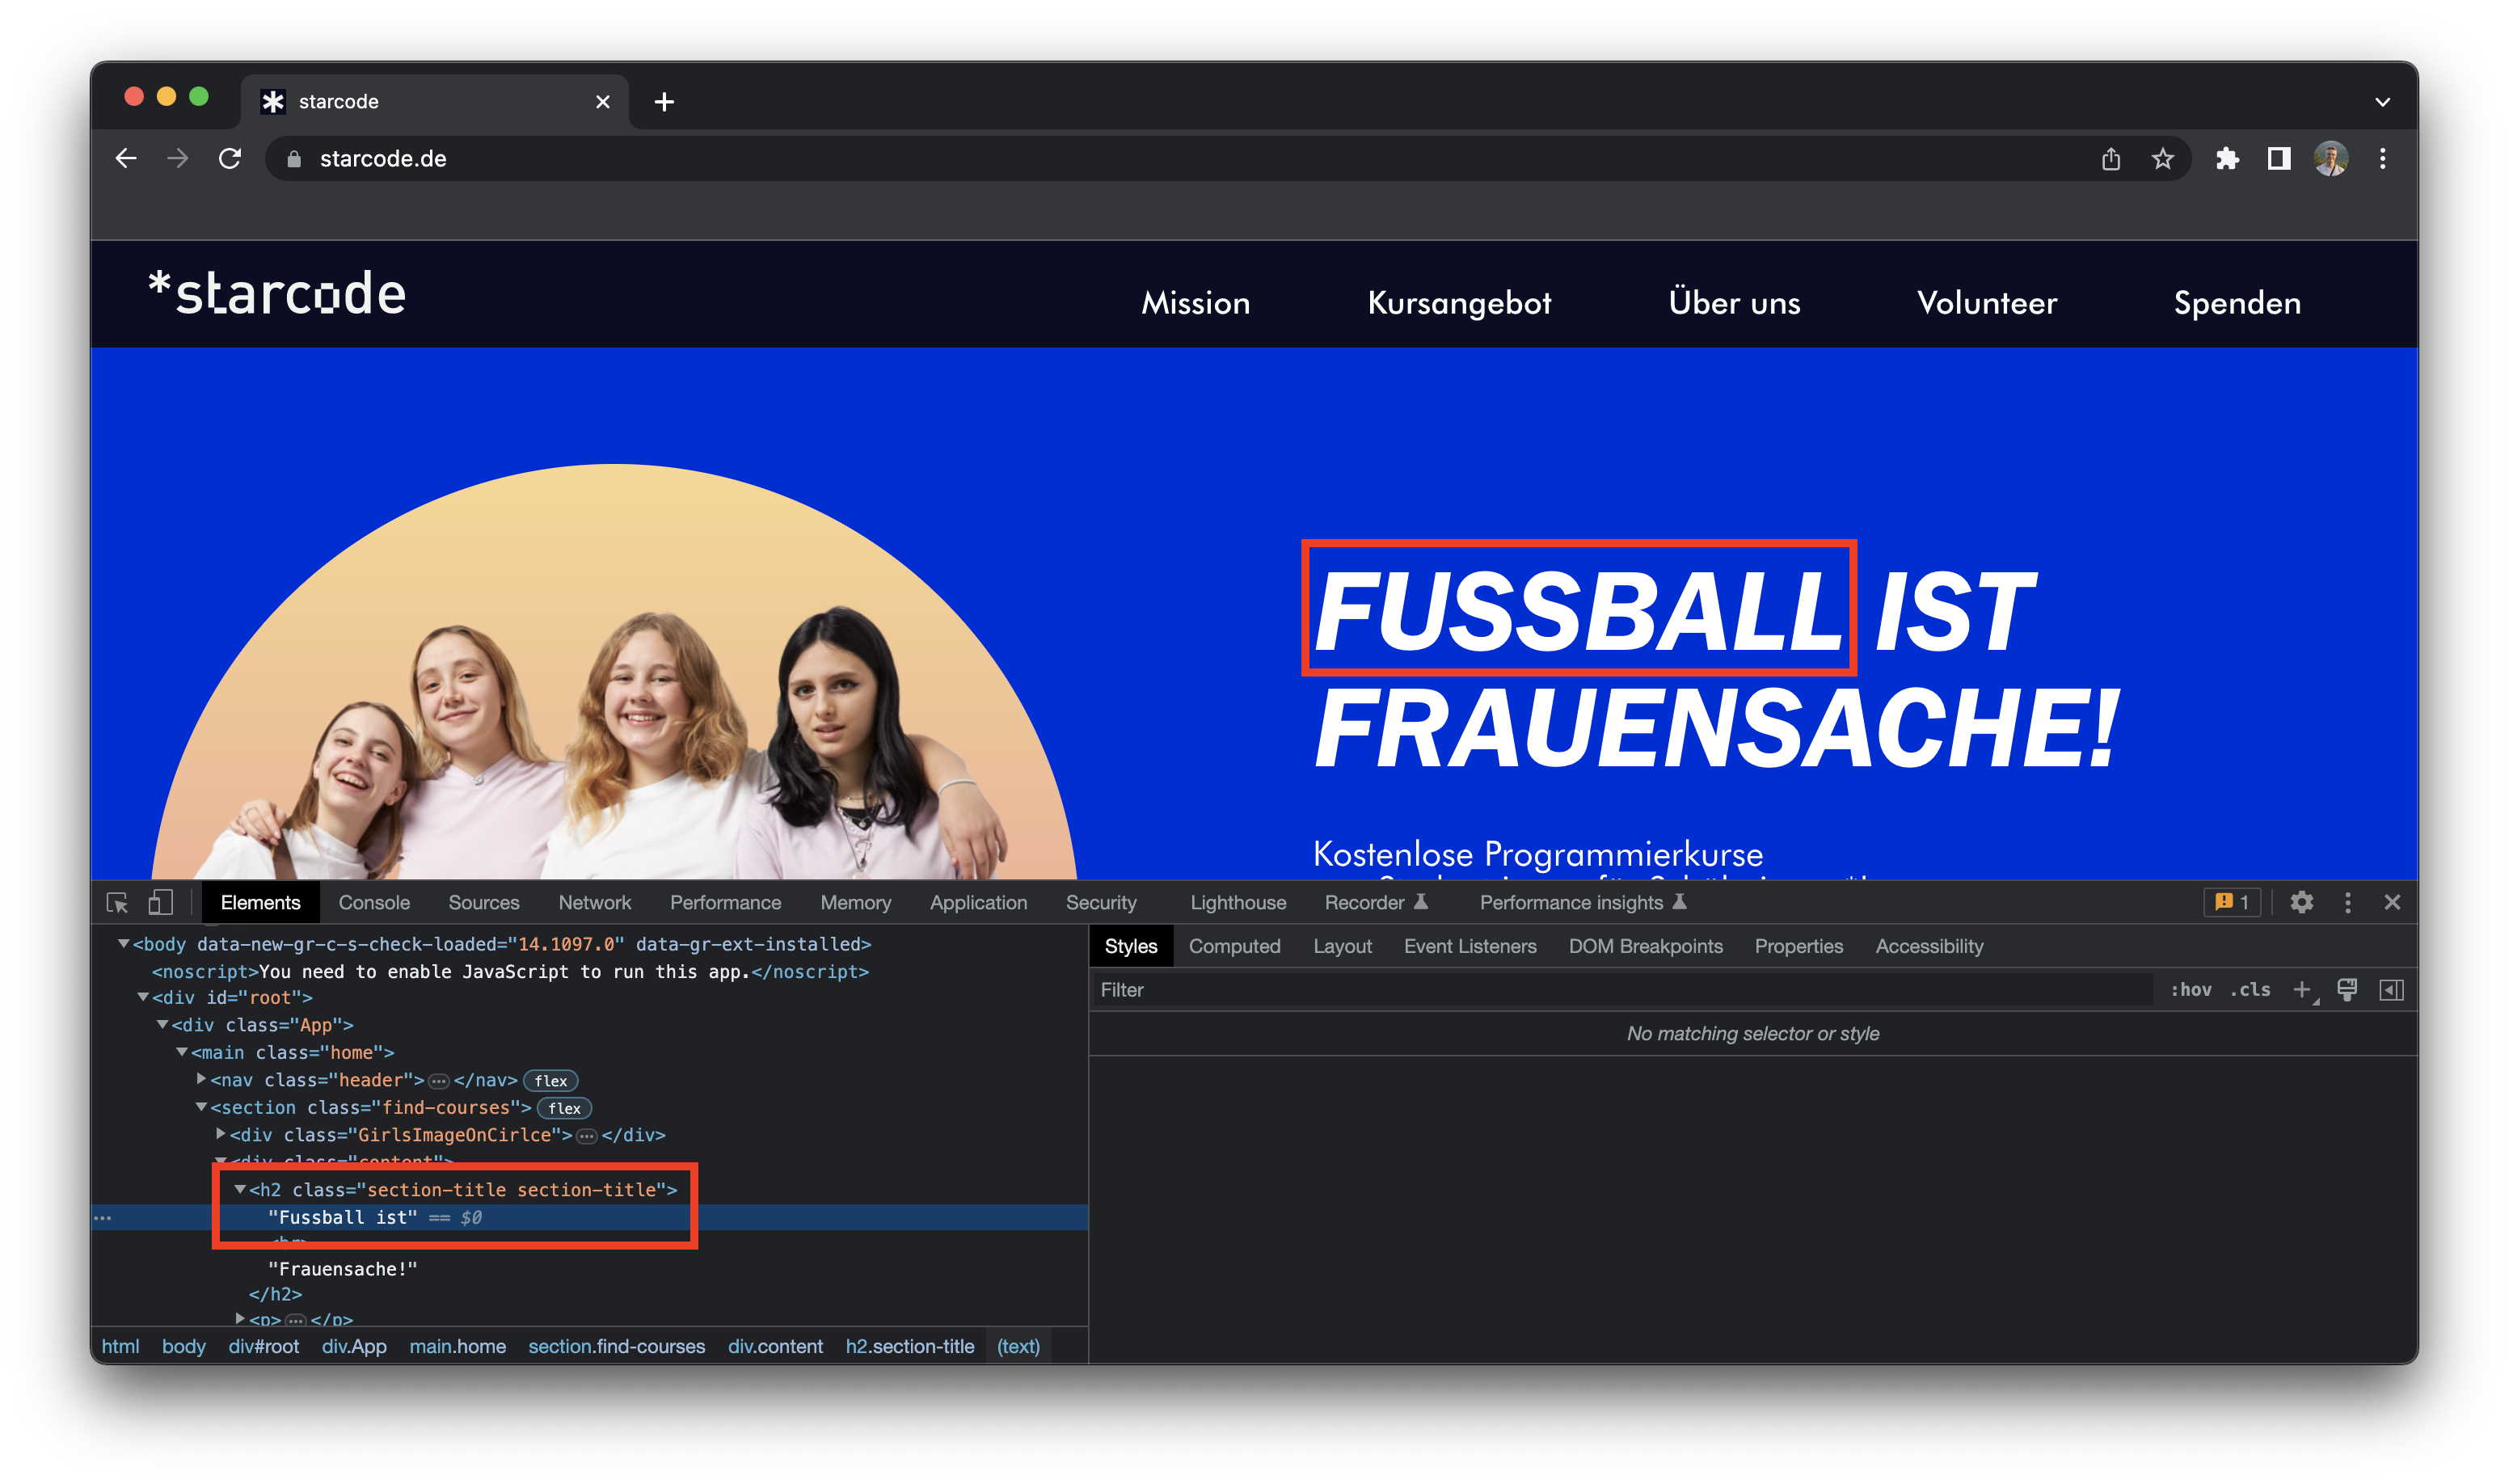 starcode
starcode.de
*starcode
Mission Kursangebot Über uns Volunteer Spenden
FUSSBALL IST
FRAUENSACHE!
Kostenlose Programmierkurse
Elements Console Sources Network Performance Memory Application Security Lighthouse Recorder Performance insights 1
<body data-new-gr-c-s-check-loaded="14.1097.0" data-gr-ext-installed>
<noscript>You need to enable JavaScript to run this app.</noscript>
<div id="root">
<div class="App">
<main class="home">
<nav class="header">…</nav> flex
<section class="find-courses"> flex
<div class="GirlsImageOnCirlce">…</div>
<div class="content">
<h2 class="section-title section-title">
"Fussball ist" == $0
<br>
"Frauensache!"
</h2>
<p>…</p>
html body div#root div.App main.home section.find-courses div.content h2.section-title (text)
Styles Computed Layout Event Listeners DOM Breakpoints Properties Accessibility
Filter :hov .cls
No matching selector or style